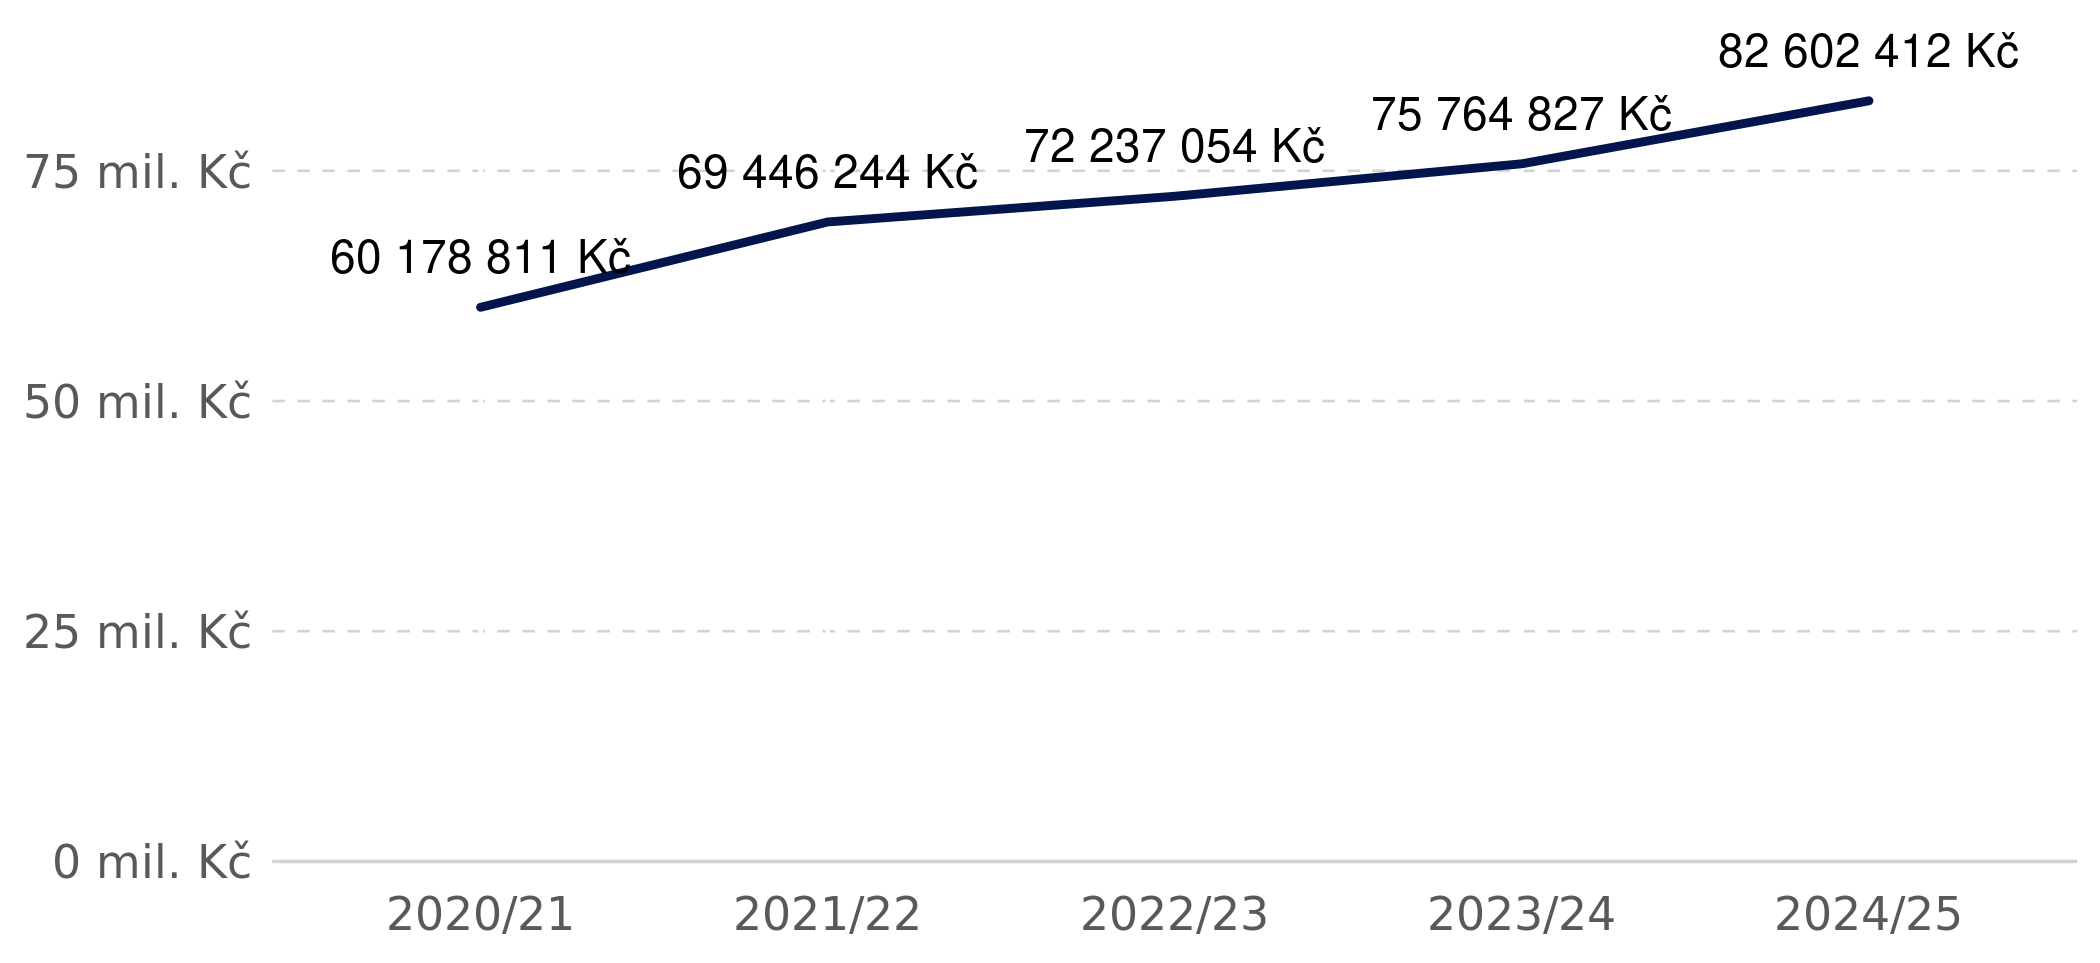 82 602 412 Kč
75 764 827 Kč
72 237 054 Kč
69 446 244 Kč
60 178 811 Kč
75 mil. Kč
50 mil. Kč
25 mil. Kč
0 mil. Kč
2020/21
2021/22
2022/23
2023/24
2024/25